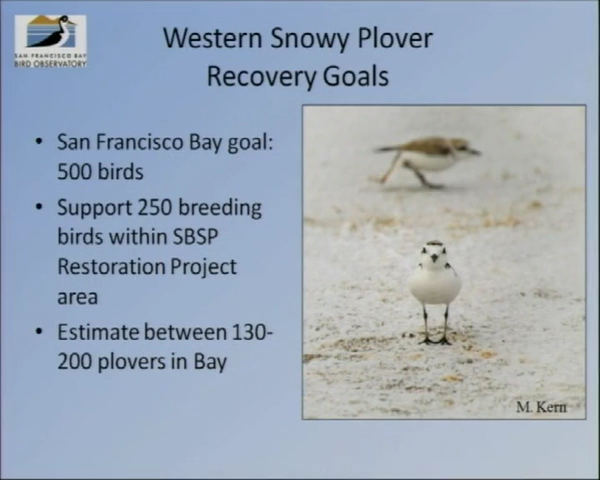 SAN FRANCISCO BAY
BIRD OBSERVATORY
Western Snowy Plover
Recovery Goals
• San Francisco Bay goal:
500 birds
• Support 250 breeding
birds within SBSP
Restoration Project
area
• Estimate between 130-
200 plovers in Bay
M. Kern